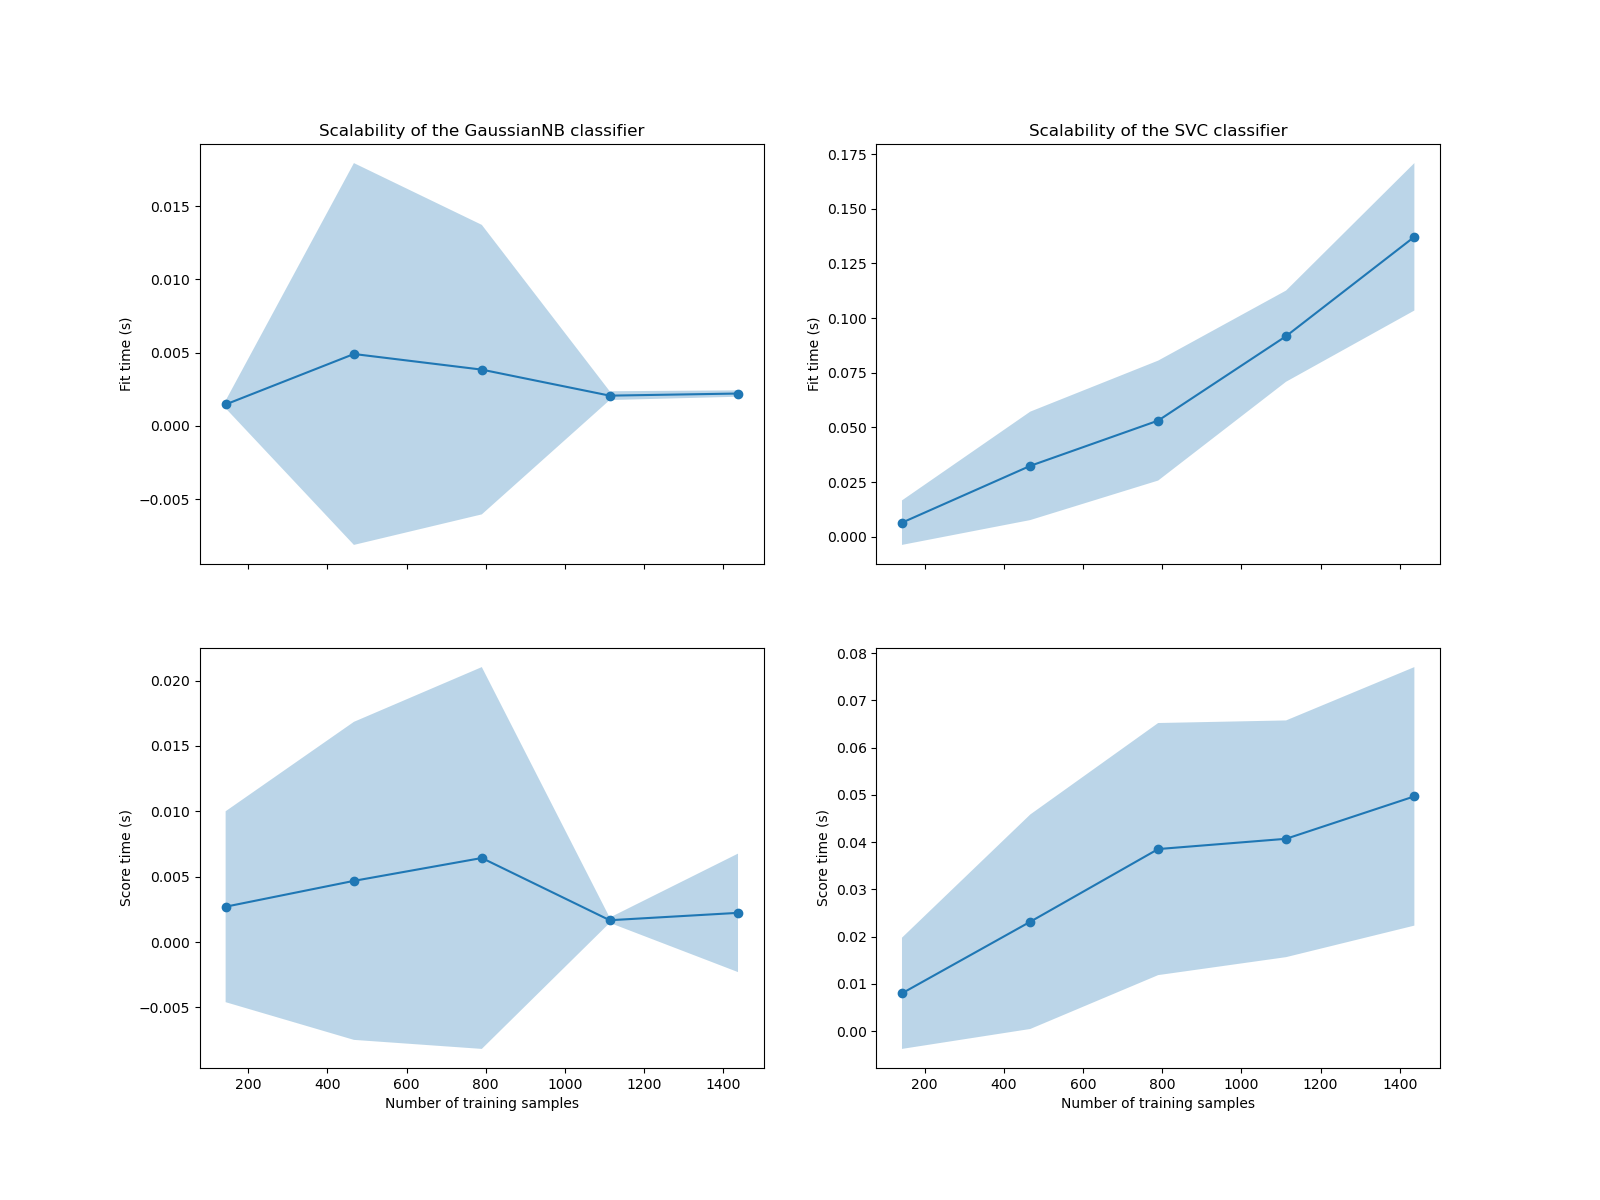 Scalability of the GaussianNB classifier
Fit time (s)
0.015
0.010
0.005
0.000
−0.005
Scalability of the SVC classifier
Fit time (s)
0.175
0.150
0.125
0.100
0.075
0.050
0.025
0.000
Score time (s)
0.020
0.015
0.010
0.005
0.000
−0.005
200 400 600 800 1000 1200 1400
Number of training samples
Score time (s)
0.08
0.07
0.06
0.05
0.04
0.03
0.02
0.01
0.00
200 400 600 800 1000 1200 1400
Number of training samples